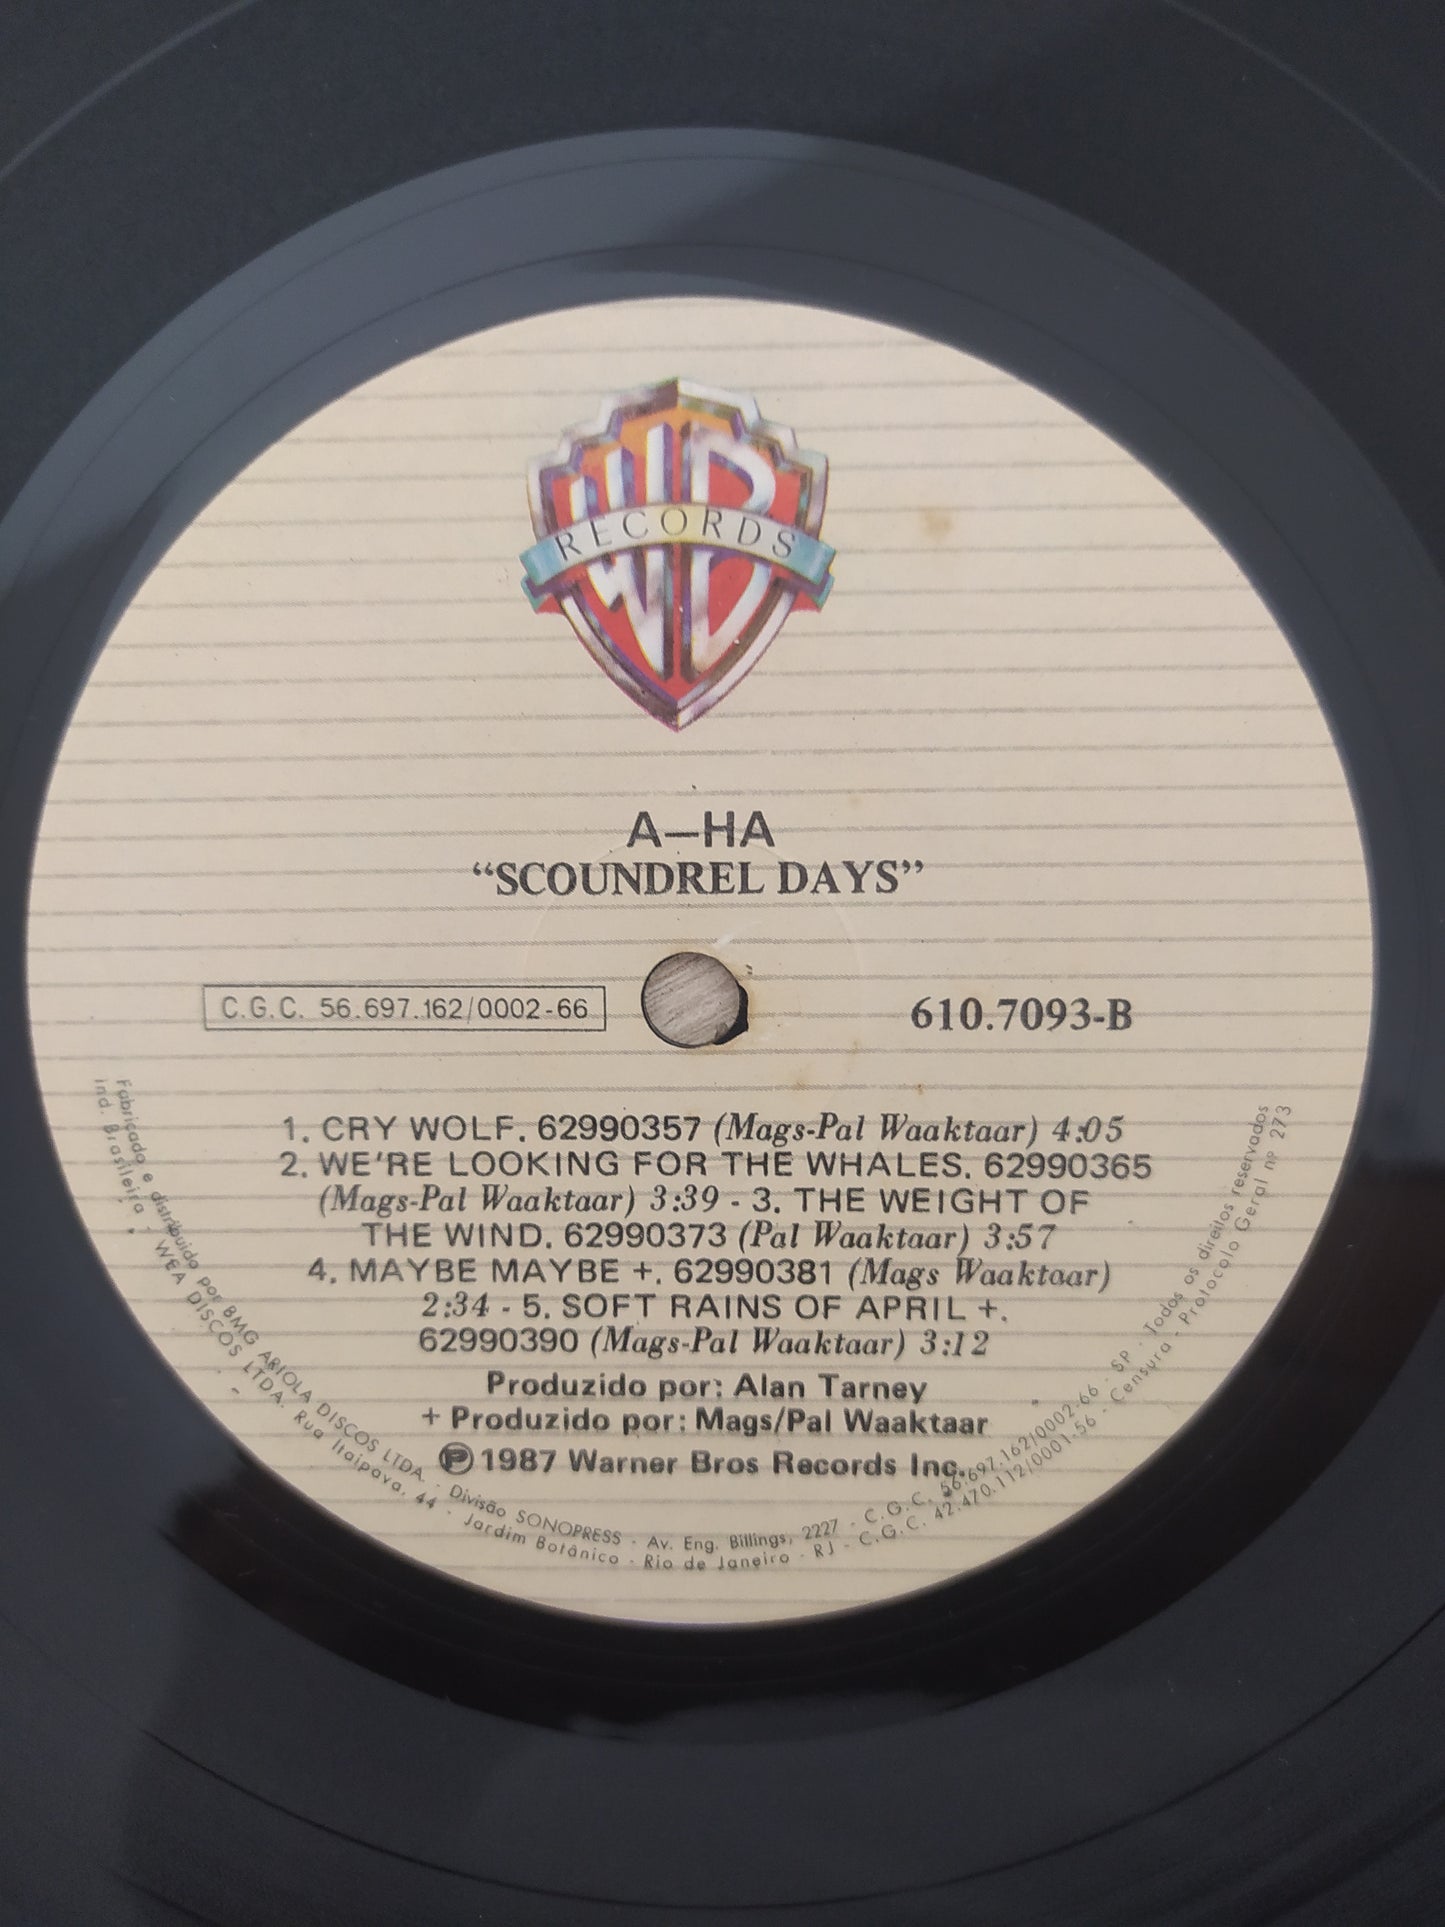 WB
RECORDS
A—HA
“SCOUNDREL DAYS”
C.G.C. 56.697.162/0002-66
610.7093-B
1. CRY WOLF. 62990357 (Mags-Pal Waaktaar) 4:05
2. WE'RE LOOKING FOR THE WHALES. 62990365
(Mags-Pal Waaktaar) 3:39 - 3. THE WEIGHT OF
THE WIND. 62990373 (Pal Waaktaar) 3:57
4. MAYBE MAYBE +. 62990381 (Mags Waaktaar)
2:34 - 5. SOFT RAINS OF APRIL +.
62990390 (Mags-Pal Waaktaar) 3:12
Produzido por: Alan Tarney
+ Produzido por: Mags/Pal Waaktaar
℗ 1987 Warner Bros Records Inc.
Fabricado e distribuido por BMG ARIOLA DISCOS LTDA. - Divisão SONOPRESS - Av. Eng. Billings, 2227 - C.G.C. 56.697.162/0002-66 - SP - Todos os direitos reservados
Ind. Brasileira - WEA DISCOS LTDA. Rua Itaipava, 44 - Jardim Botânico - Rio de Janeiro - RJ - C.G.C. 42.470.112/0001-56 - Censura - Protocolo Geral nº 273